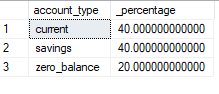 account_type _percentage
1 current 40.000000000000
2 savings 40.000000000000
3 zero_balance 20.000000000000